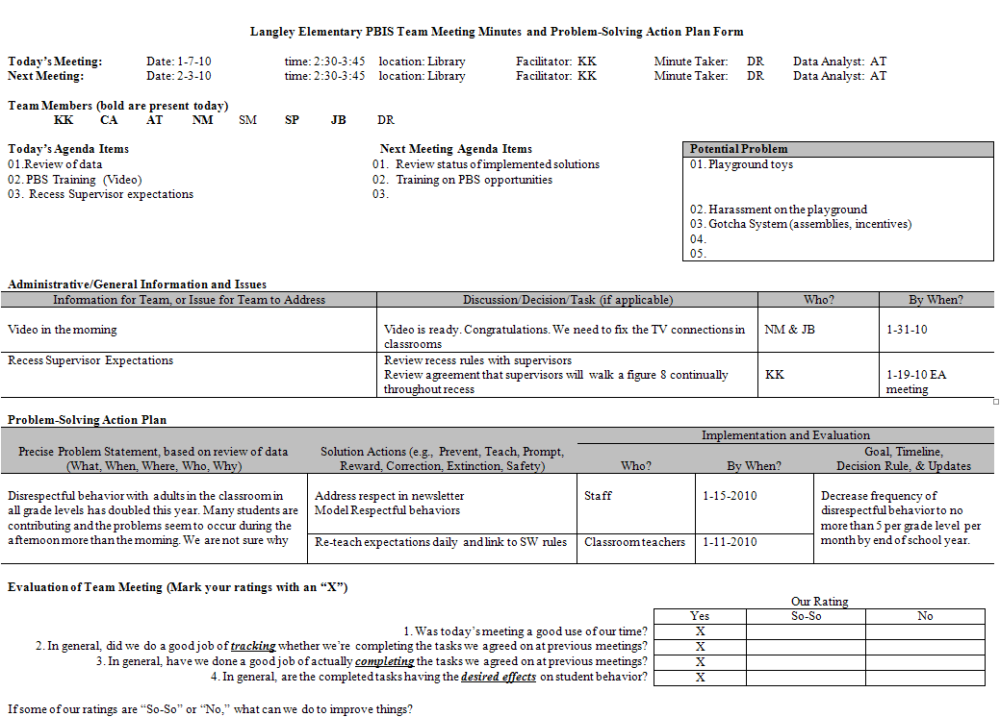 Langley Elementary PBIS Team Meeting Minutes and Problem-Solving Action Plan Form
Today's Meeting: Date: 1-7-10 time: 2:30-3:45 location: Library Facilitator: KK Minute Taker: DR Data Analyst: AT
Next Meeting: Date: 2-3-10 time: 2:30-3:45 location: Library Facilitator: KK Minute Taker: DR Data Analyst: AT
Team Members (bold are present today)
KK CA AT NM SM SP JB DR
Today's Agenda Items
01.Review of data
02. PBS Training (Video)
03. Recess Supervisor expectations
Next Meeting Agenda Items
01. Review status of implemented solutions
02. Training on PBS opportunities
03.
Potential Problem
01. Playground toys
02. Harassment on the playground
03. Gotcha System (assemblies, incentives)
04.
05.
Administrative/General Information and Issues
Information for Team, or Issue for Team to Address Discussion/Decision/Task (if applicable) Who? By When?
Video in the morning
Video is ready. Congratulations. We need to fix the TV connections in
classrooms
NM & JB
1-31-10
Recess Supervisor Expectations
Review recess rules with supervisors
Review agreement that supervisors will walk a figure 8 continually
throughout recess
KK
1-19-10 EA
meeting
Problem-Solving Action Plan
Precise Problem Statement, based on review of data
(What, When, Where, Who, Why)
Solution Actions (e.g., Prevent, Teach, Prompt,
Reward, Correction, Extinction, Safety)
Implementation and Evaluation
Who?
By When?
Goal, Timeline,
Decision Rule, & Updates
Disrespectful behavior with adults in the classroom in
all grade levels has doubled this year. Many students are
contributing and the problems seem to occur during the
afternoon more than the morning. We are not sure why
Address respect in newsletter
Model Respectful behaviors
Staff
1-15-2010
Re-teach expectations daily and link to SW rules
Classroom teachers
1-11-2010
Decrease frequency of
disrespectful behavior to no
more than 5 per grade level per
month by end of school year.
Evaluation of Team Meeting (Mark your ratings with an "X")
Our Rating
Yes So-So No
1. Was today's meeting a good use of our time? X
2. In general, did we do a good job of tracking whether we're completing the tasks we agreed on at previous meetings? X
3. In general, have we done a good job of actually completing the tasks we agreed on at previous meetings? X
4. In general, are the completed tasks having the desired effects on student behavior? X
If some of our ratings are "So-So" or "No," what can we do to improve things?